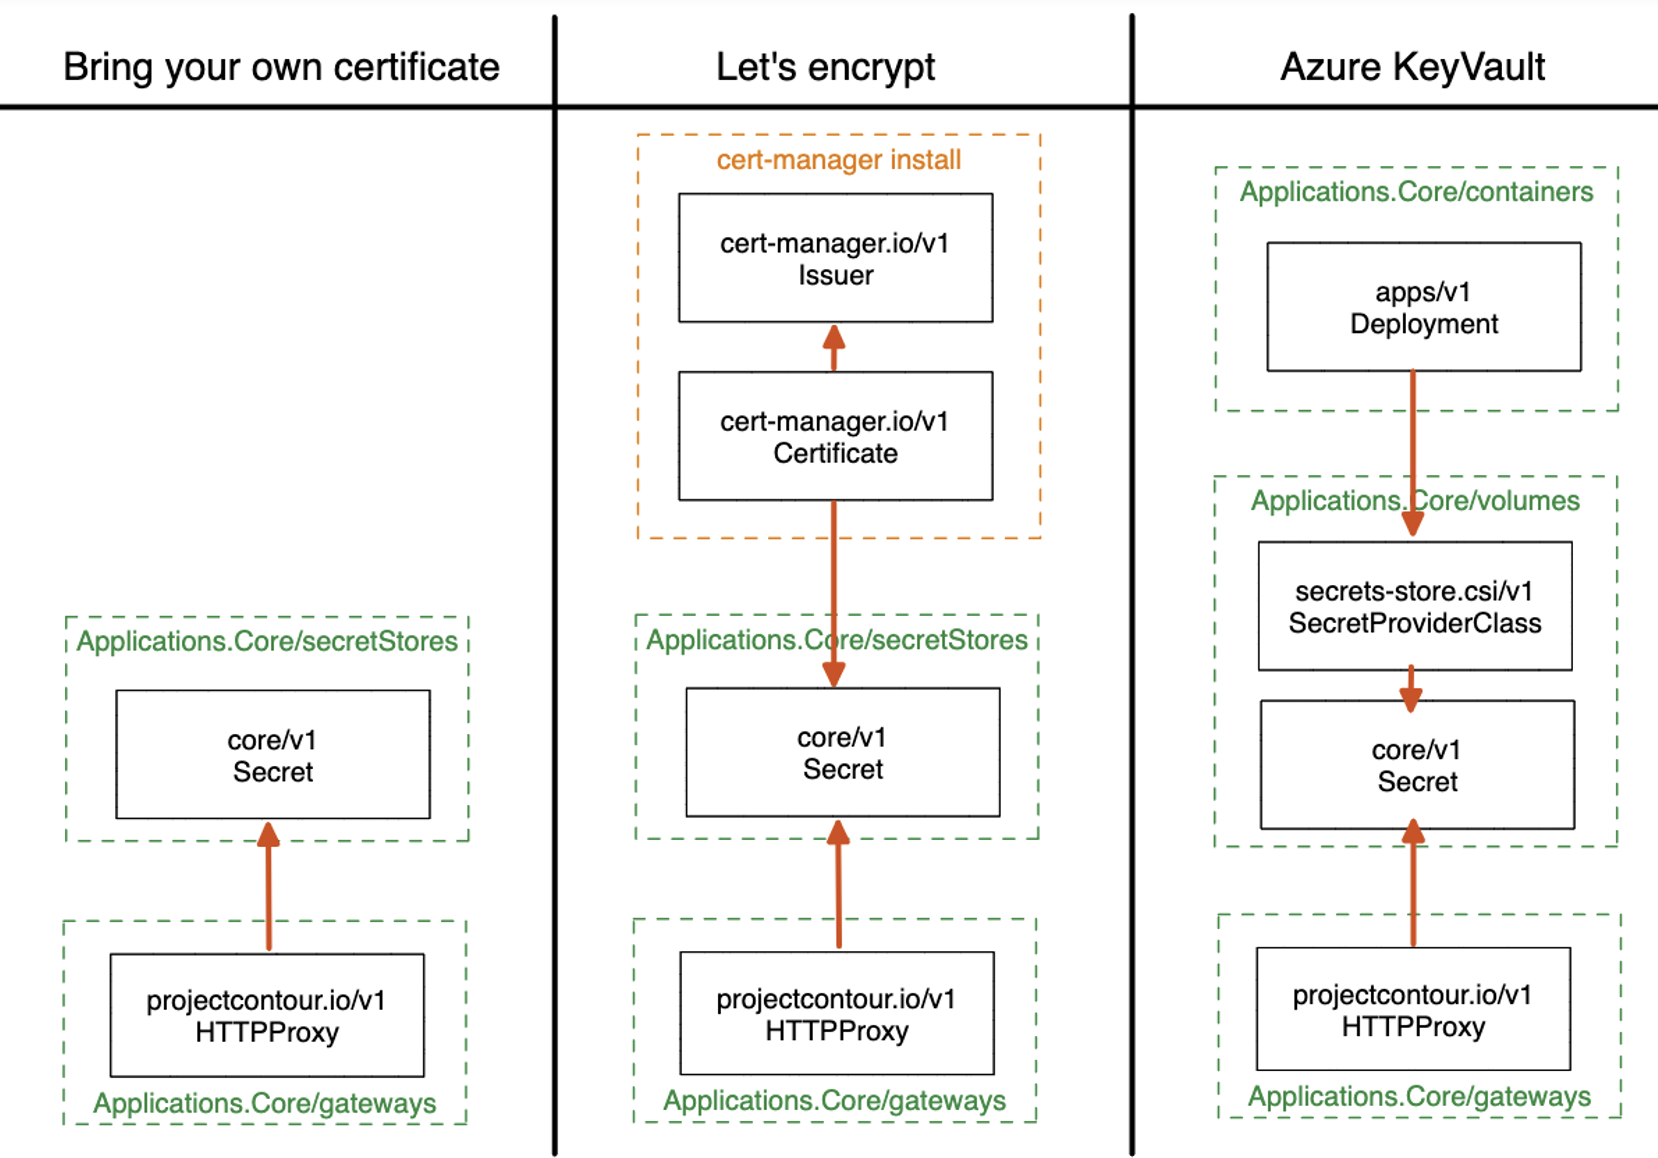 Bring your own certificate
Let's encrypt
Azure KeyVault
Applications.Core/secretStores
core/v1
Secret
projectcontour.io/v1
HTTPProxy
Applications.Core/gateways
cert-manager install
cert-manager.io/v1
Issuer
cert-manager.io/v1
Certificate
Applications.Core/secretStores
core/v1
Secret
projectcontour.io/v1
HTTPProxy
Applications.Core/gateways
Applications.Core/containers
apps/v1
Deployment
Applications.Core/volumes
secrets-store.csi/v1
SecretProviderClass
core/v1
Secret
projectcontour.io/v1
HTTPProxy
Applications.Core/gateways